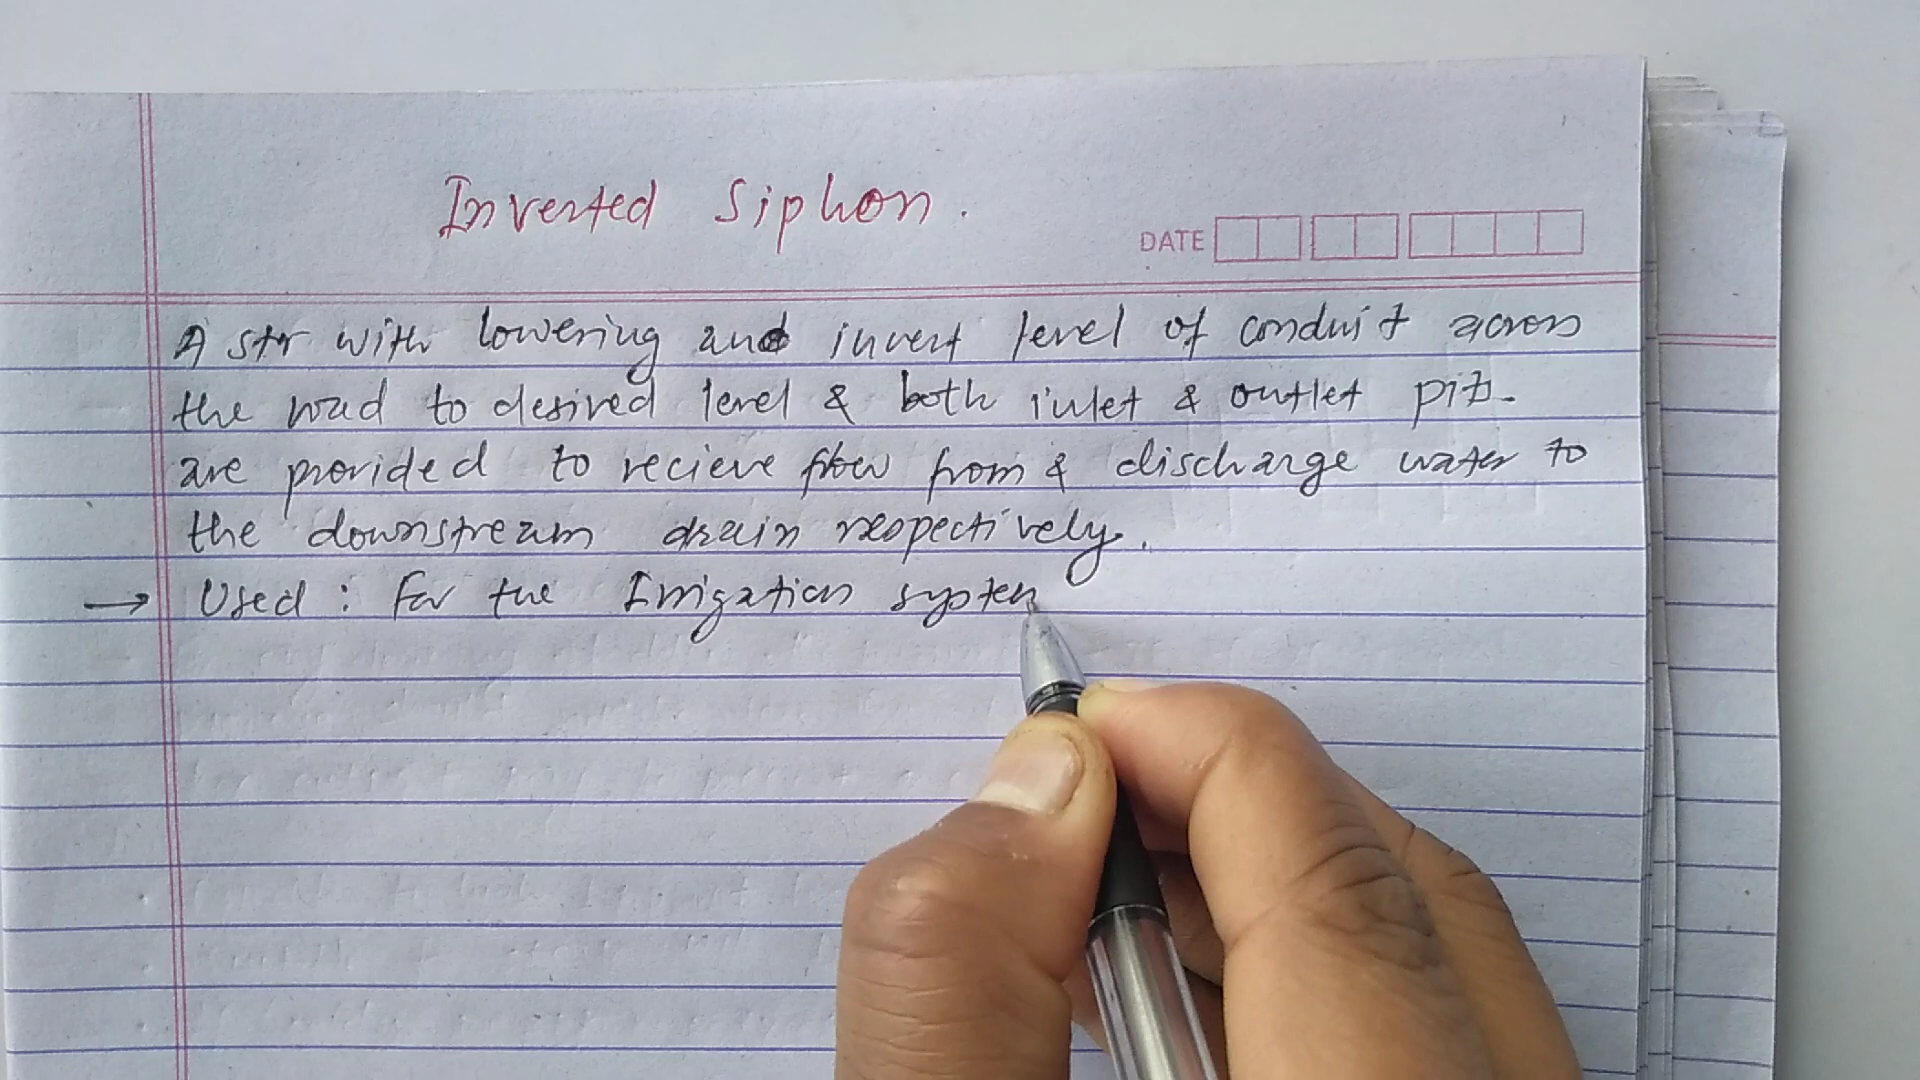 Inverted Siphon.
DATE
A str with lowering and invert level of conduit across
the road to desired level & both inlet & outlet pits
are provided to recieve flow from & discharge water to
the downstream drain respectively.
→ Used : For the Irrigation system